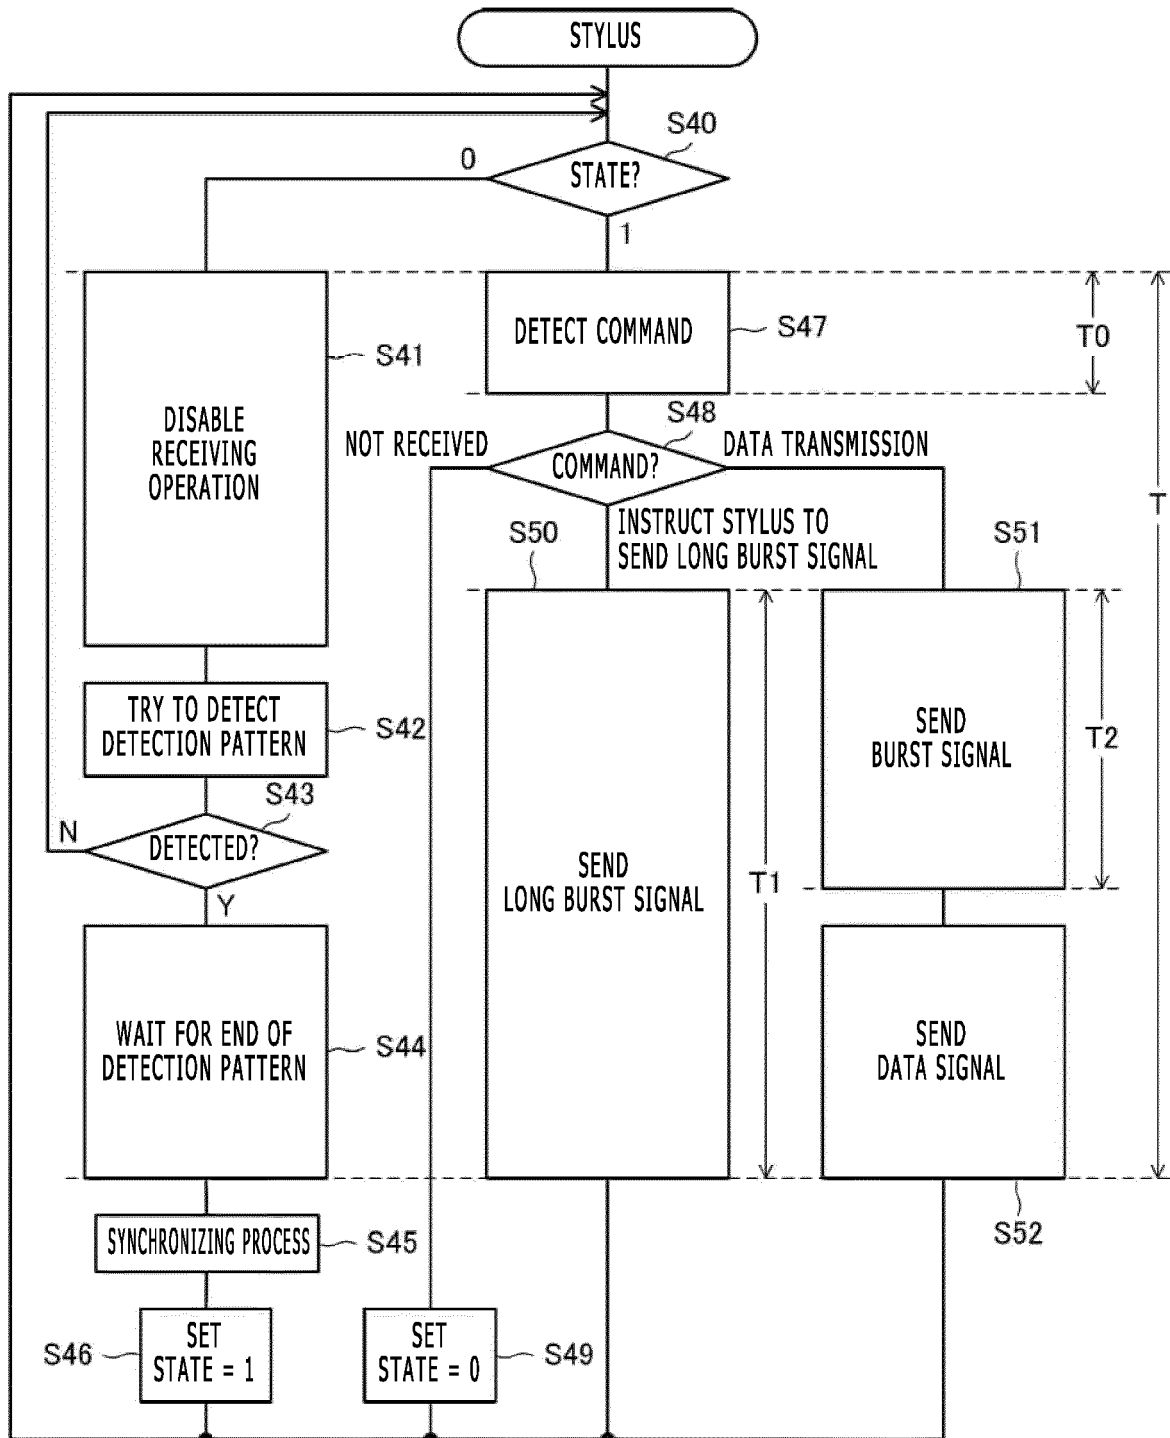 STYLUS
S40
0
STATE?
1
S41
DISABLE
RECEIVING
OPERATION
DETECT COMMAND
S47
T0
T
S48
NOT RECEIVED
COMMAND?
DATA TRANSMISSION
INSTRUCT STYLUS TO
SEND LONG BURST SIGNAL
S50
S51
TRY TO DETECT
DETECTION PATTERN
S42
S43
N
DETECTED?
Y
SEND
BURST SIGNAL
T2
SEND
LONG BURST SIGNAL
T1
WAIT FOR END OF
DETECTION PATTERN
S44
SEND
DATA SIGNAL
S52
SYNCHRONIZING PROCESS
S45
S46
SET
STATE = 1
SET
STATE = 0
S49